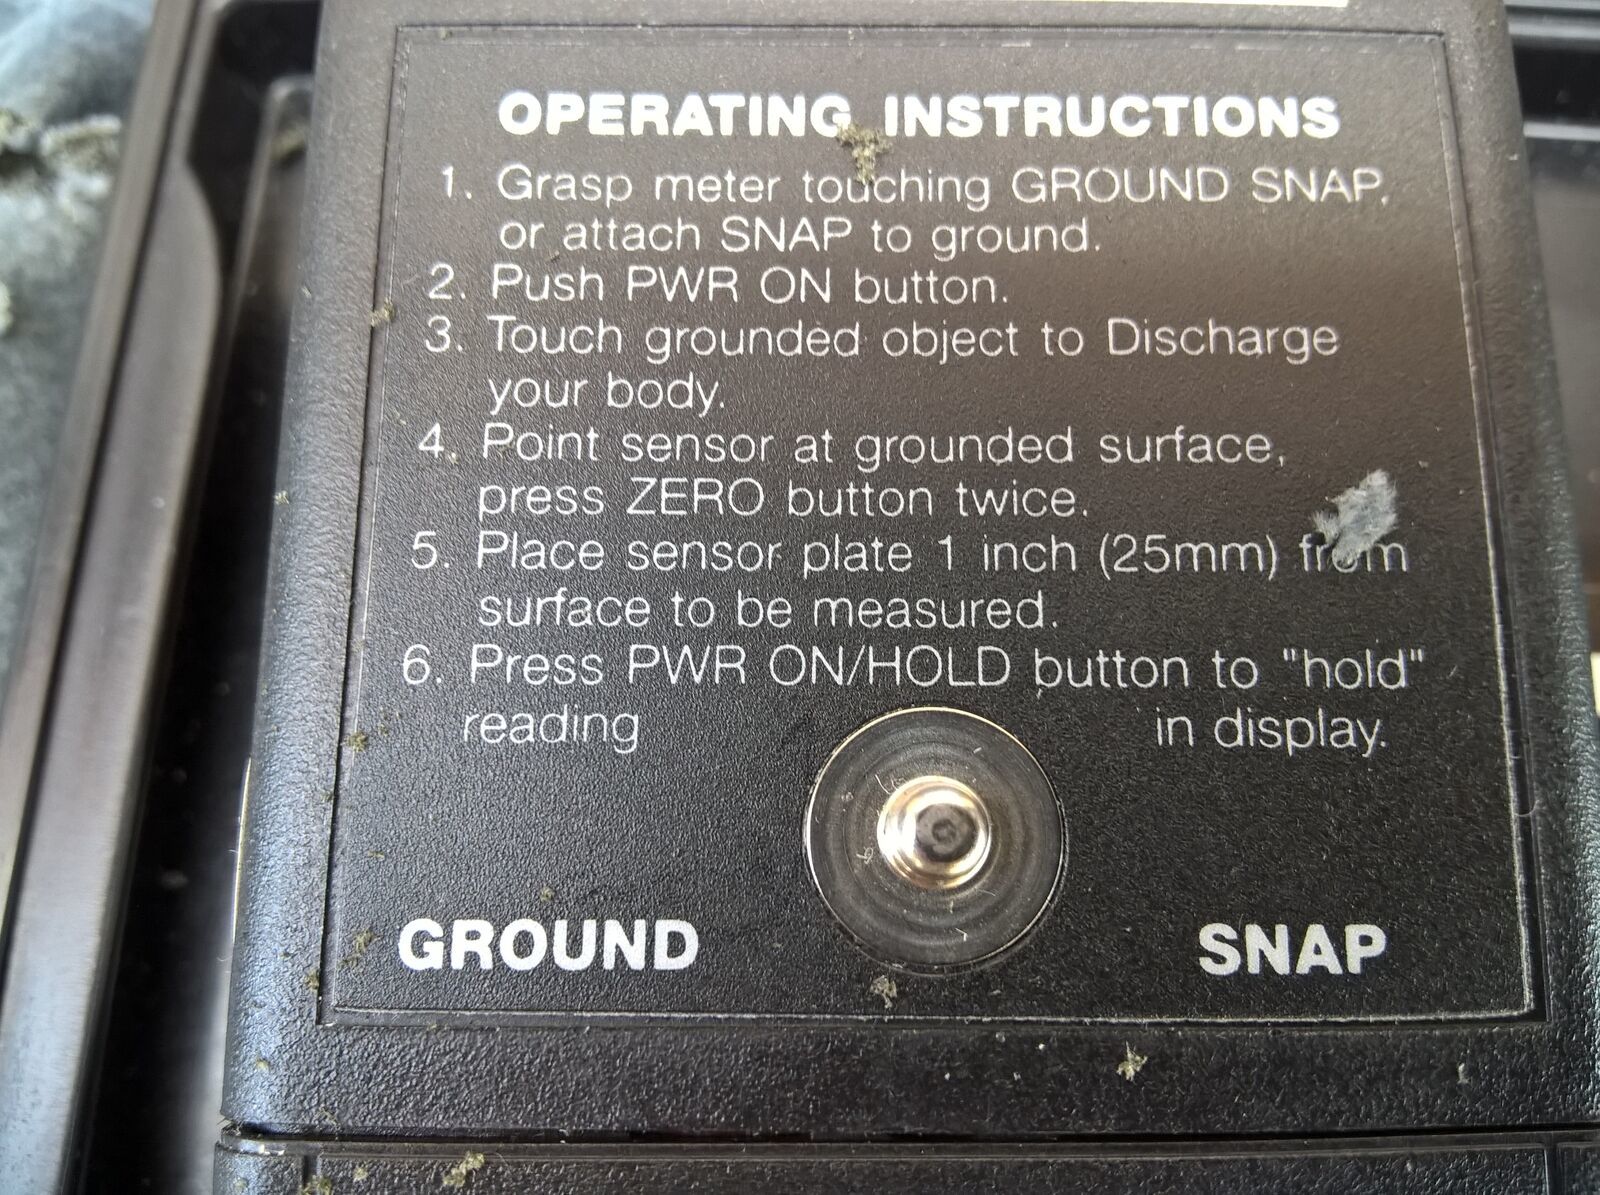 OPERATING INSTRUCTIONS
1. Grasp meter touching GROUND SNAP,
or attach SNAP to ground.
2. Push PWR ON button.
3. Touch grounded object to Discharge
your body.
4. Point sensor at grounded surface,
press ZERO button twice.
5. Place sensor plate 1 inch (25mm) from
surface to be measured.
6. Press PWR ON/HOLD button to "hold"
reading in display.
GROUND SNAP